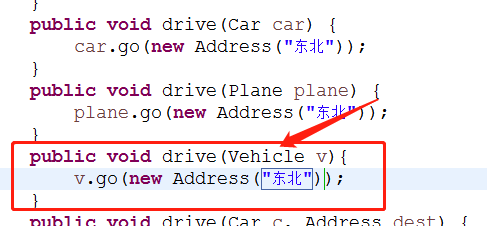 }
public void drive(Car car) {
car.go(new Address("东北"));
}
public void drive(Plane plane) {
plane.go(new Address("东北"));
}
public void drive(Vehicle v){
v.go(new Address("东北"));
}
public void drive(Car c, Address dest) {